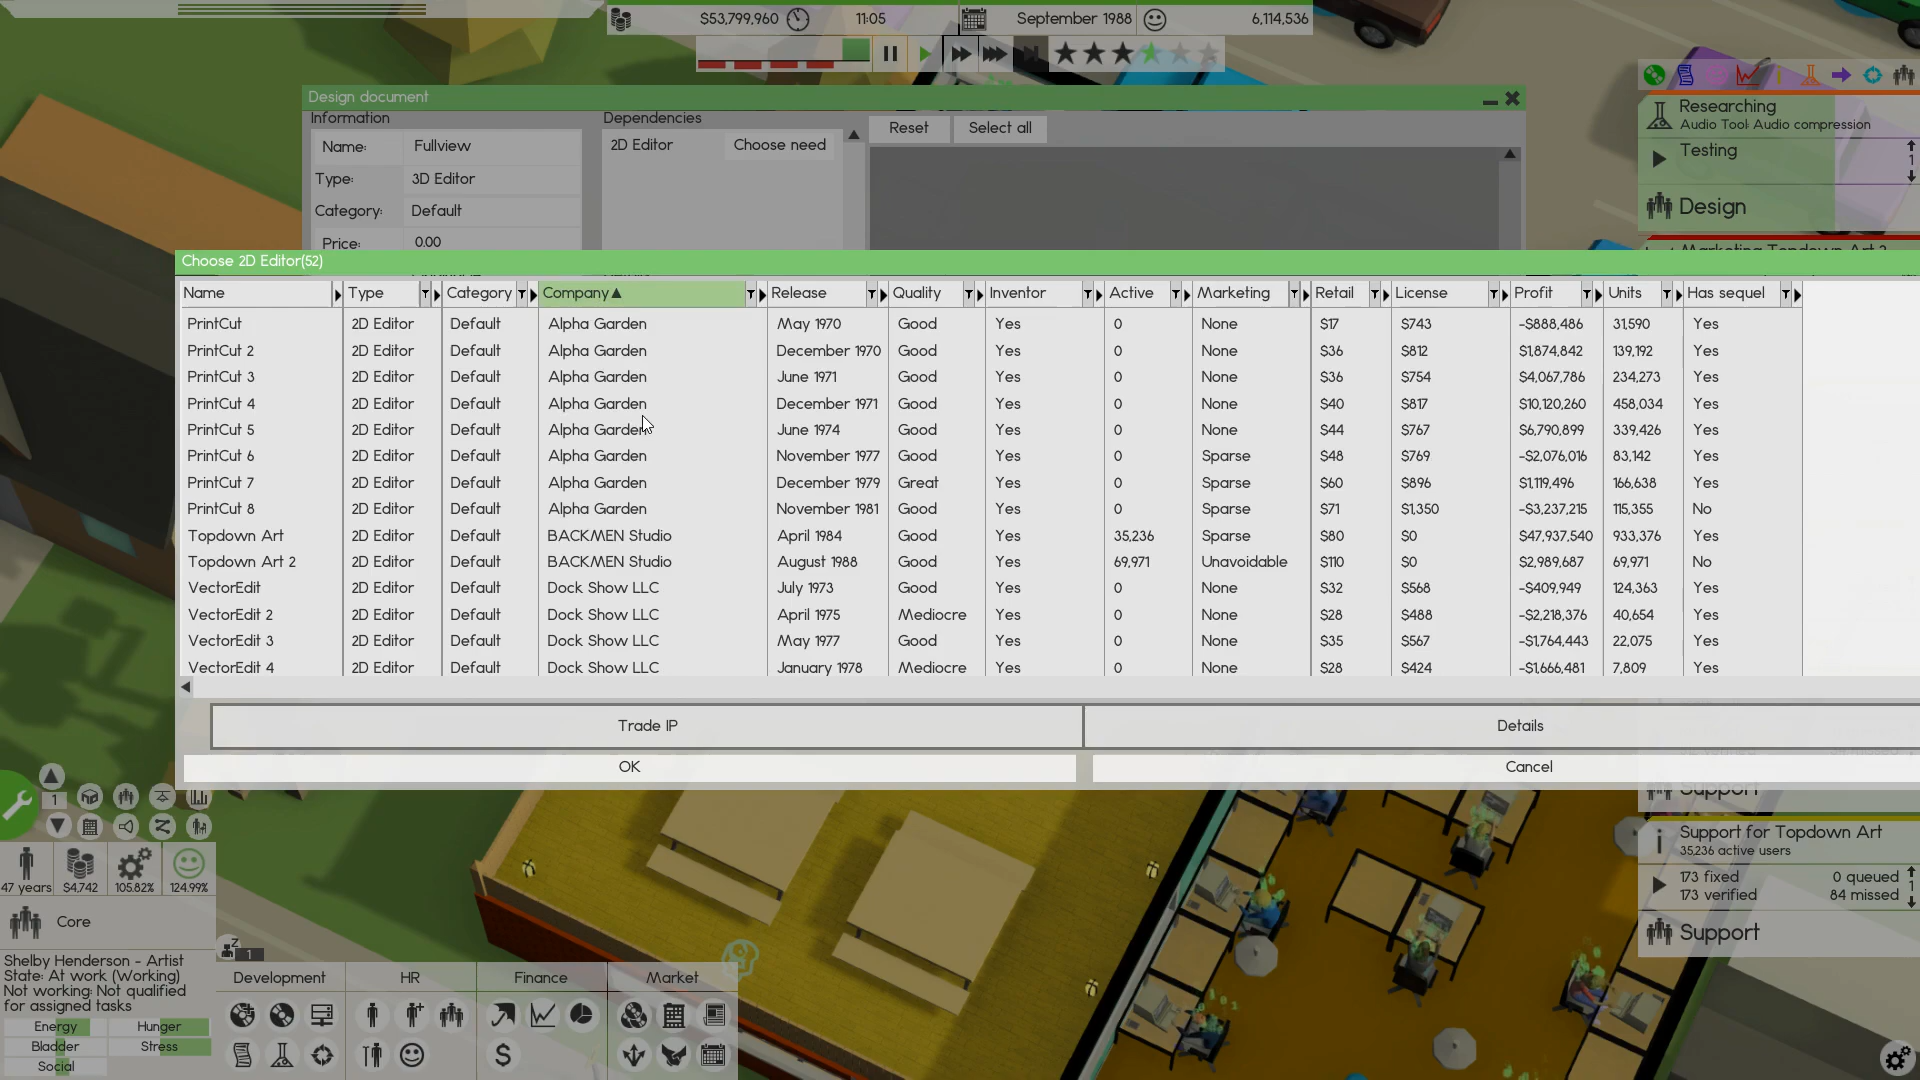 $53,799,960 11:05 September 1988 6,114,536
Design document
Information
Name: Fullview
Type: 3D Editor
Category: Default
Price: 0.00
Dependencies
2D Editor Choose need
Reset Select all
Researching
Audio Tool: Audio compression
Testing
1
Design
Choose 2D Editor(52)
Name Type Category Company Release Quality Inventor Active Marketing Retail License Profit Units Has sequel
PrintCut 2D Editor Default Alpha Garden May 1970 Good Yes 0 None $17 $743 -$888,486 31,590 Yes
PrintCut 2 2D Editor Default Alpha Garden December 1970 Good Yes 0 None $36 $812 $1,874,842 139,192 Yes
PrintCut 3 2D Editor Default Alpha Garden June 1971 Good Yes 0 None $36 $754 $4,067,786 234,273 Yes
PrintCut 4 2D Editor Default Alpha Garden December 1971 Good Yes 0 None $40 $817 $10,120,260 458,034 Yes
PrintCut 5 2D Editor Default Alpha Garden June 1974 Good Yes 0 None $44 $767 $6,790,899 339,426 Yes
PrintCut 6 2D Editor Default Alpha Garden November 1977 Good Yes 0 Sparse $48 $769 -$2,076,016 83,142 Yes
PrintCut 7 2D Editor Default Alpha Garden December 1979 Great Yes 0 Sparse $60 $896 $1,119,496 166,638 Yes
PrintCut 8 2D Editor Default Alpha Garden November 1981 Good Yes 0 Sparse $71 $1,350 -$3,237,215 115,355 No
Topdown Art 2D Editor Default BACKMEN Studio April 1984 Good Yes 35,236 Sparse $80 $0 $47,937,540 933,376 Yes
Topdown Art 2 2D Editor Default BACKMEN Studio August 1988 Good Yes 69,971 Unavoidable $110 $0 $2,989,687 69,971 No
VectorEdit 2D Editor Default Dock Show LLC July 1973 Good Yes 0 None $32 $568 -$409,949 124,363 Yes
VectorEdit 2 2D Editor Default Dock Show LLC April 1975 Mediocre Yes 0 None $28 $488 -$2,218,376 40,654 Yes
VectorEdit 3 2D Editor Default Dock Show LLC May 1977 Good Yes 0 None $35 $567 -$1,764,443 22,075 Yes
VectorEdit 4 2D Editor Default Dock Show LLC January 1978 Mediocre Yes 0 None $28 $424 -$1,666,481 7,809 Yes
Trade IP Details
OK Cancel
Support
Support for Topdown Art
35,236 active users
173 fixed 0 queued
173 verified 84 missed
1
Support
1
47 years $4,742 105.82% 124.99%
Core
Shelby Henderson - Artist
State: At work (Working)
Not working: Not qualified
for assigned tasks
Energy Hunger
Bladder Stress
Social
Z 1
Development HR Finance Market